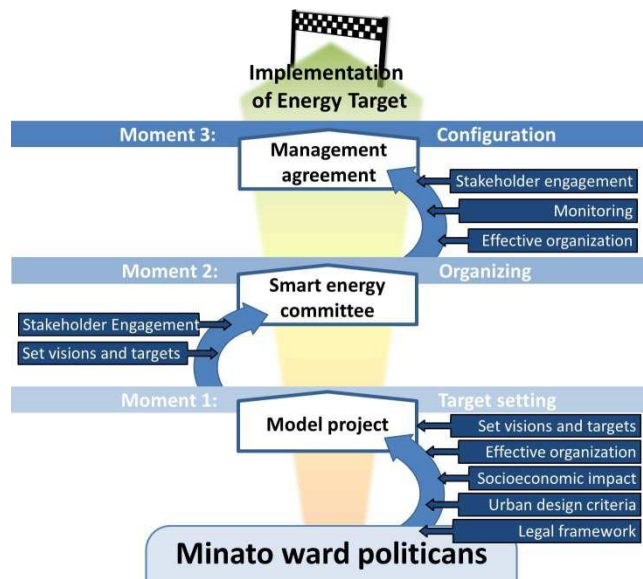 Implementation
of Energy Target
Moment 3: Configuration
Management
agreement
Stakeholder engagement
Monitoring
Effective organization
Moment 2: Organizing
Smart energy
committee
Stakeholder Engagement
Set visions and targets
Moment 1: Target setting
Model project
Set visions and targets
Effective organization
Socioeconomic impact
Urban design criteria
Legal framework
Minato ward politicans